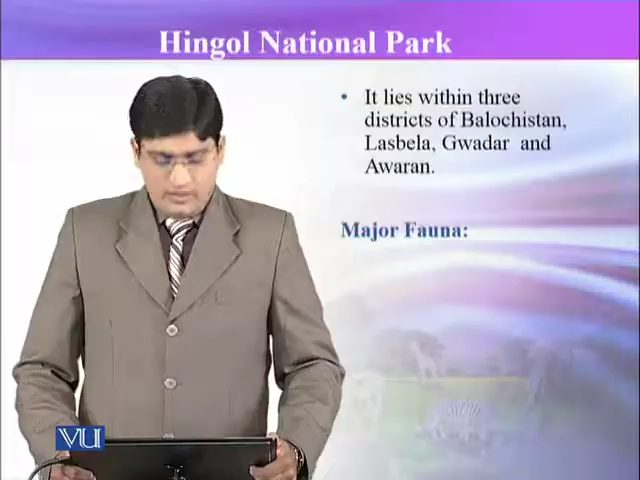 Hingol National Park
• It lies within three
districts of Balochistan,
Lasbela, Gwadar and
Awaran.
Major Fauna:
VU